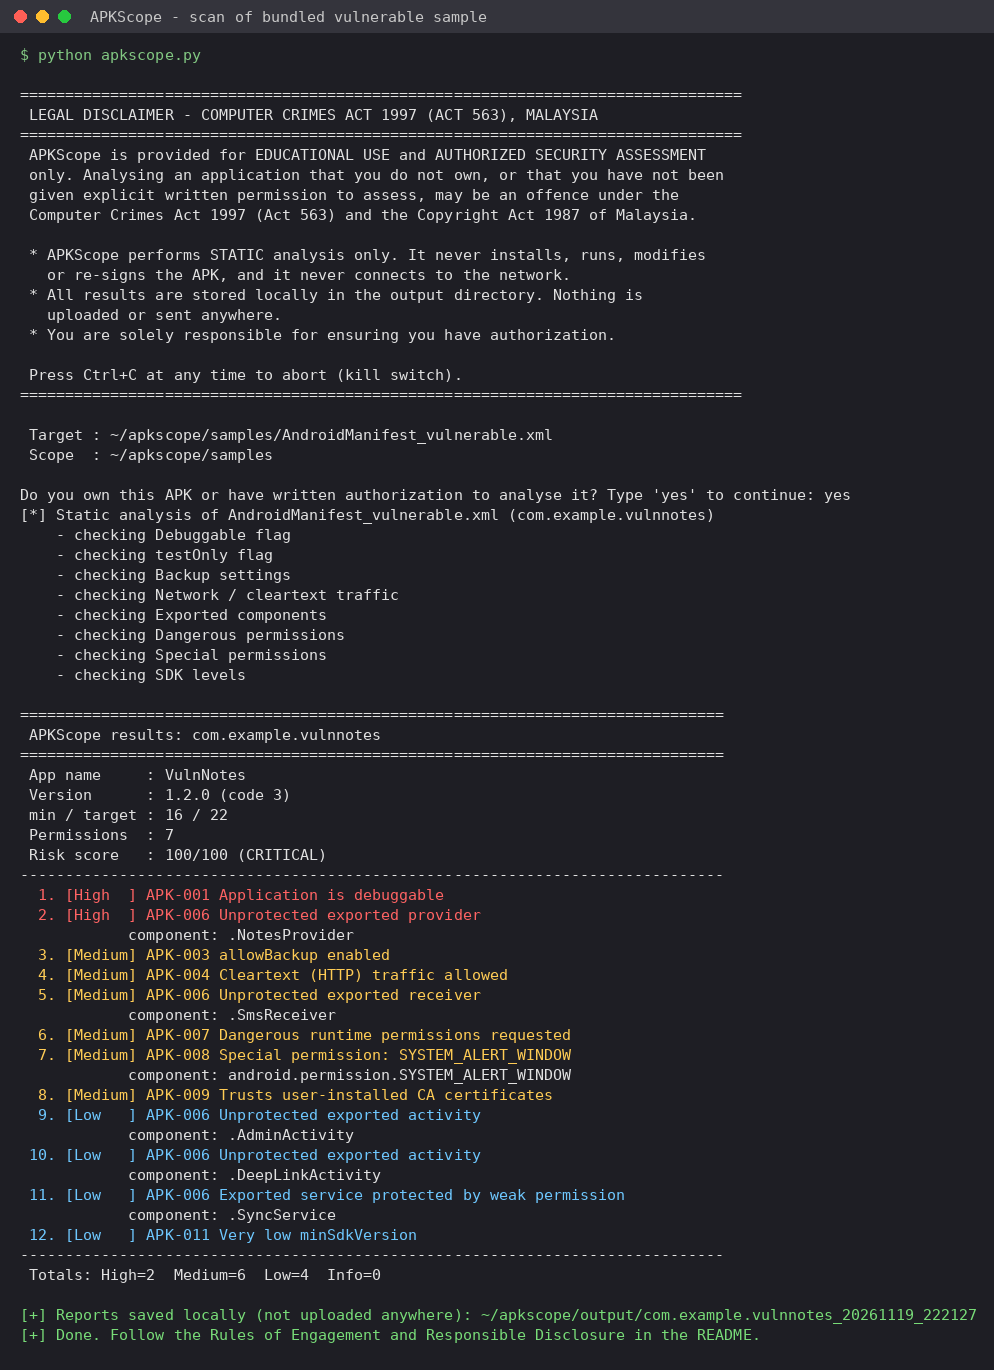 APKScope - scan of bundled vulnerable sample
$ python apkscope.py
================================================================================
LEGAL DISCLAIMER - COMPUTER CRIMES ACT 1997 (ACT 563), MALAYSIA
================================================================================
APKScope is provided for EDUCATIONAL USE and AUTHORIZED SECURITY ASSESSMENT
only. Analysing an application that you do not own, or that you have not been
given explicit written permission to assess, may be an offence under the
Computer Crimes Act 1997 (Act 563) and the Copyright Act 1987 of Malaysia.
* APKScope performs STATIC analysis only. It never installs, runs, modifies
or re-signs the APK, and it never connects to the network.
* All results are stored locally in the output directory. Nothing is
uploaded or sent anywhere.
* You are solely responsible for ensuring you have authorization.
Press Ctrl+C at any time to abort (kill switch).
================================================================================
Target : ~/apkscope/samples/AndroidManifest_vulnerable.xml
Scope  : ~/apkscope/samples
Do you own this APK or have written authorization to analyse it? Type 'yes' to continue: yes
[*] Static analysis of AndroidManifest_vulnerable.xml (com.example.vulnnotes)
- checking Debuggable flag
- checking testOnly flag
- checking Backup settings
- checking Network / cleartext traffic
- checking Exported components
- checking Dangerous permissions
- checking Special permissions
- checking SDK levels
==============================================================================
APKScope results: com.example.vulnnotes
==============================================================================
App name     : VulnNotes
Version      : 1.2.0 (code 3)
min / target : 16 / 22
Permissions  : 7
Risk score   : 100/100 (CRITICAL)
------------------------------------------------------------------------------
1. [High  ] APK-001 Application is debuggable
2. [High  ] APK-006 Unprotected exported provider
component: .NotesProvider
3. [Medium] APK-003 allowBackup enabled
4. [Medium] APK-004 Cleartext (HTTP) traffic allowed
5. [Medium] APK-006 Unprotected exported receiver
component: .SmsReceiver
6. [Medium] APK-007 Dangerous runtime permissions requested
7. [Medium] APK-008 Special permission: SYSTEM_ALERT_WINDOW
component: android.permission.SYSTEM_ALERT_WINDOW
8. [Medium] APK-009 Trusts user-installed CA certificates
9. [Low   ] APK-006 Unprotected exported activity
component: .AdminActivity
10. [Low   ] APK-006 Unprotected exported activity
component: .DeepLinkActivity
11. [Low   ] APK-006 Exported service protected by weak permission
component: .SyncService
12. [Low   ] APK-011 Very low minSdkVersion
------------------------------------------------------------------------------
Totals: High=2  Medium=6  Low=4  Info=0
[+] Reports saved locally (not uploaded anywhere): ~/apkscope/output/com.example.vulnnotes_20261119_222127
[+] Done. Follow the Rules of Engagement and Responsible Disclosure in the README.